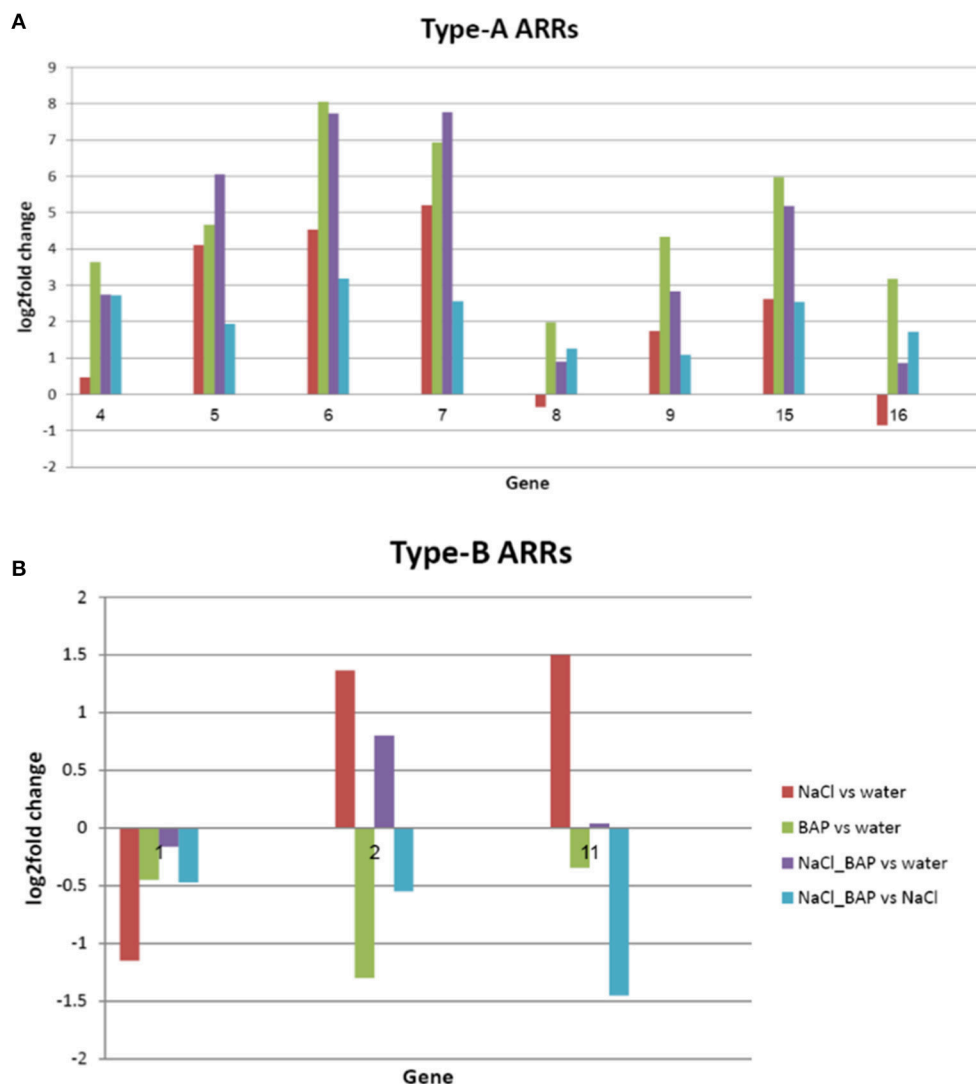 A
Type-A ARRs
9
8
7
6
5
4
3
2
1
0
-1
-2
log2fold change
4 5 6 7 8 9 15 16
Gene
B
Type-B ARRs
2
1.5
1
0.5
0
-0.5
-1
-1.5
-2
log2fold change
1 2 11
Gene
NaCl vs water
BAP vs water
NaCl_BAP vs water
NaCl_BAP vs NaCl